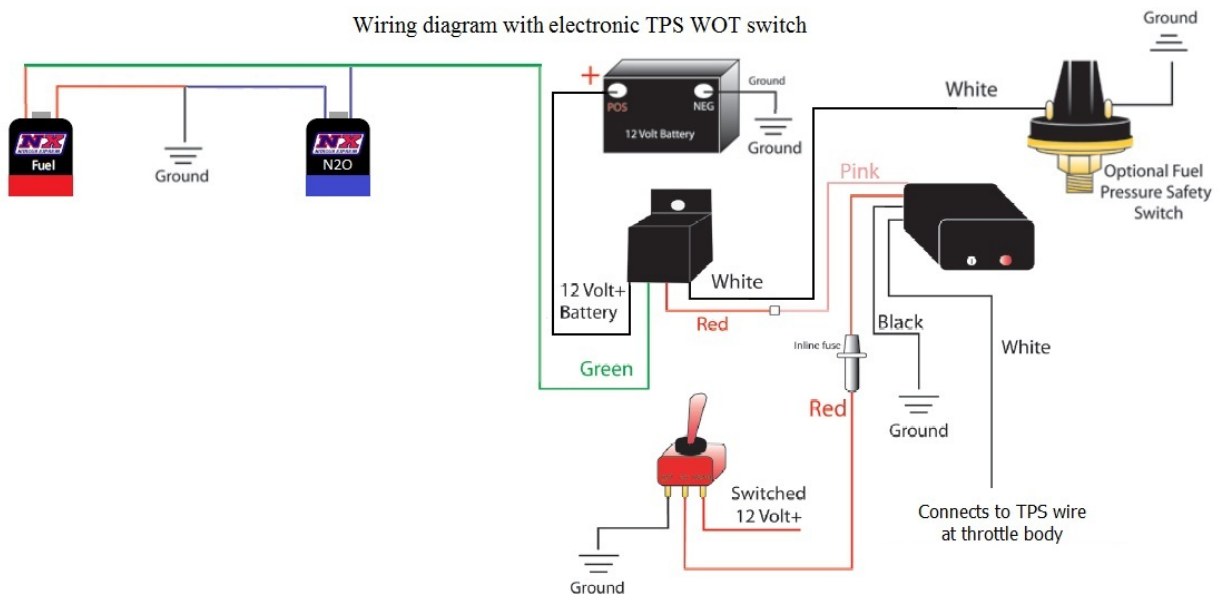 Wiring diagram with electronic TPS WOT switch
Ground
+
Ground
POS
NEG
12 Volt Battery
Ground
White
NX
Fuel
NX
N2O
Ground
Pink
Optional Fuel
Pressure Safety
Switch
White
12 Volt+
Battery
Red
Black
Inline fuse
White
Green
Red
Ground
Switched
12 Volt+
Connects to TPS wire
at throttle body
Ground